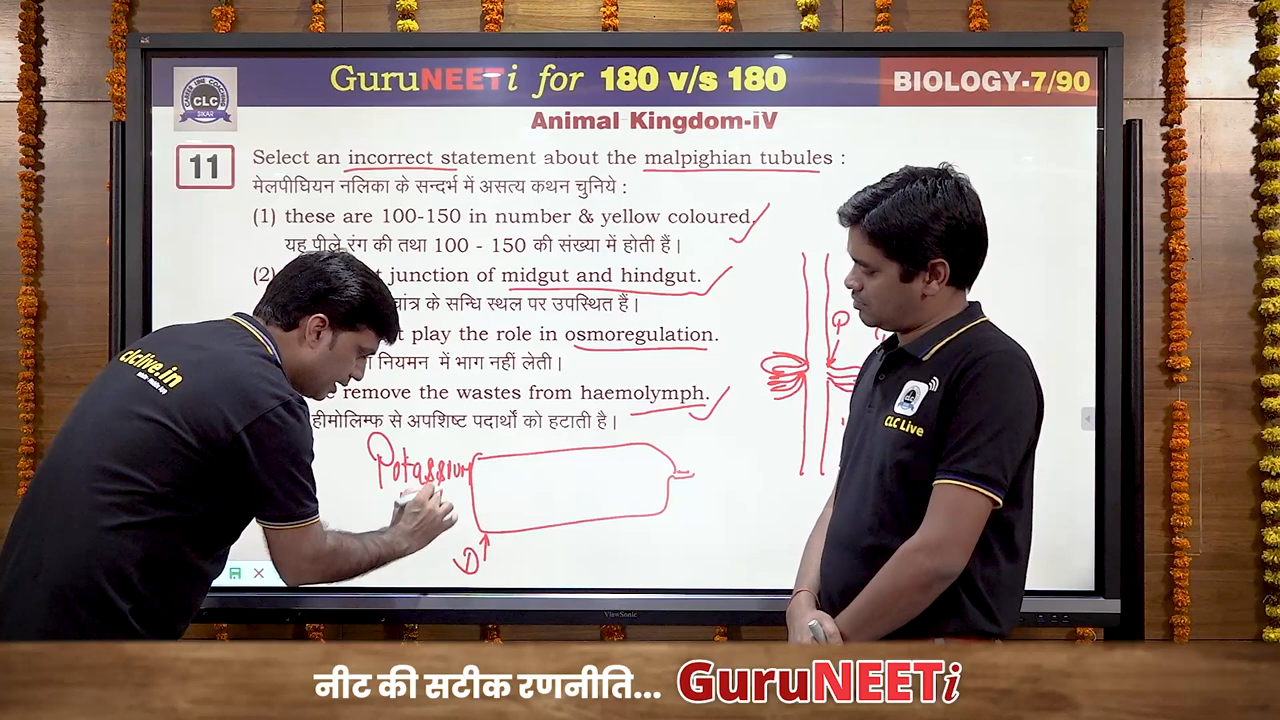 GuruNEETi for 180 v/s 180
BIOLOGY-7/90
CLC
SIKAR
Animal Kingdom-iV
11
Select an incorrect statement about the malpighian tubules :
मेलपीघियन नलिका के सन्दर्भ में असत्य कथन चुनिये :
(1) these are 100-150 in number & yellow coloured.
यह पीले रंग की तथा 100 - 150 की संख्या में होती हैं।
(2) junction of midgut and hindgut.
के सन्धि स्थल पर उपस्थित हैं।
play the role in osmoregulation.
नियमन में भाग नहीं लेती।
remove the wastes from haemolymph.
हीमोलिम्फ से अपशिष्ट पदार्थों को हटाती है।
P
Potassium
D
clclive.in
CLC Live
ViewSonic
नीट की सटीक रणनीति... GuruNEETi